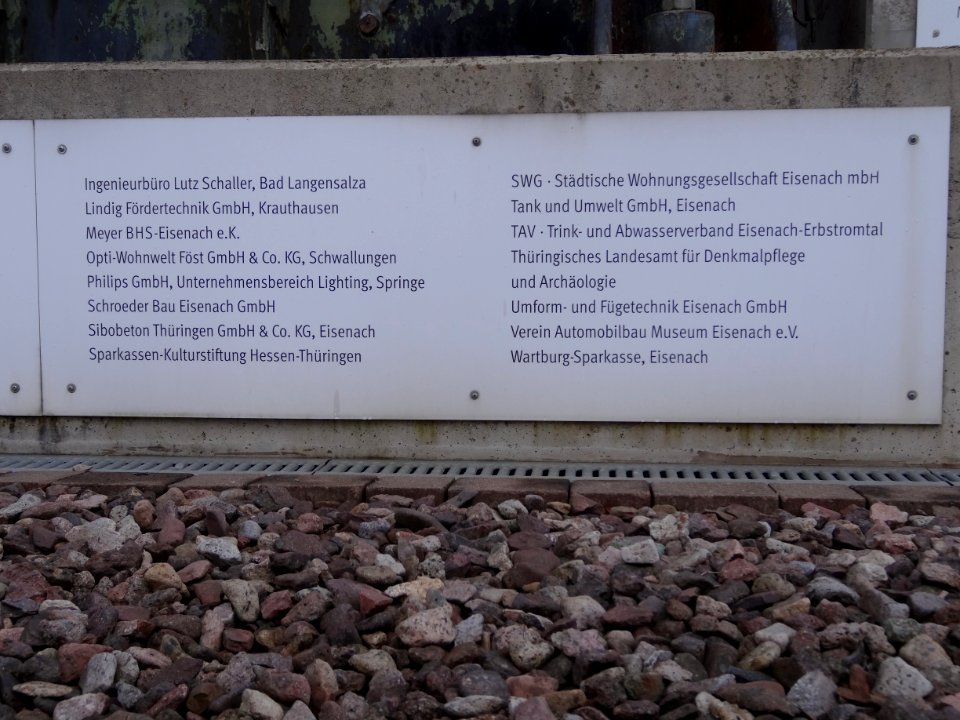 Ingenieurbüro Lutz Schaller, Bad Langensalza
Lindig Fördertechnik GmbH, Krauthausen
Meyer BHS-Eisenach e.K.
Opti-Wohnwelt Föst GmbH & Co. KG, Schwallungen
Philips GmbH, Unternehmensbereich Lighting, Springe
Schroeder Bau Eisenach GmbH
Sibobeton Thüringen GmbH & Co. KG, Eisenach
Sparkassen-Kulturstiftung Hessen-Thüringen
SWG · Städtische Wohnungsgesellschaft Eisenach mbH
Tank und Umwelt GmbH, Eisenach
TAV · Trink- und Abwasserverband Eisenach-Erbstromtal
Thüringisches Landesamt für Denkmalpflege
und Archäologie
Umform- und Fügetechnik Eisenach GmbH
Verein Automobilbau Museum Eisenach e.V.
Wartburg-Sparkasse, Eisenach